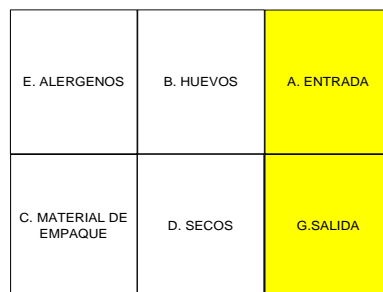 E. ALERGENOS
B. HUEVOS
A. ENTRADA
C. MATERIAL DE
EMPAQUE
D. SECOS
G.SALIDA